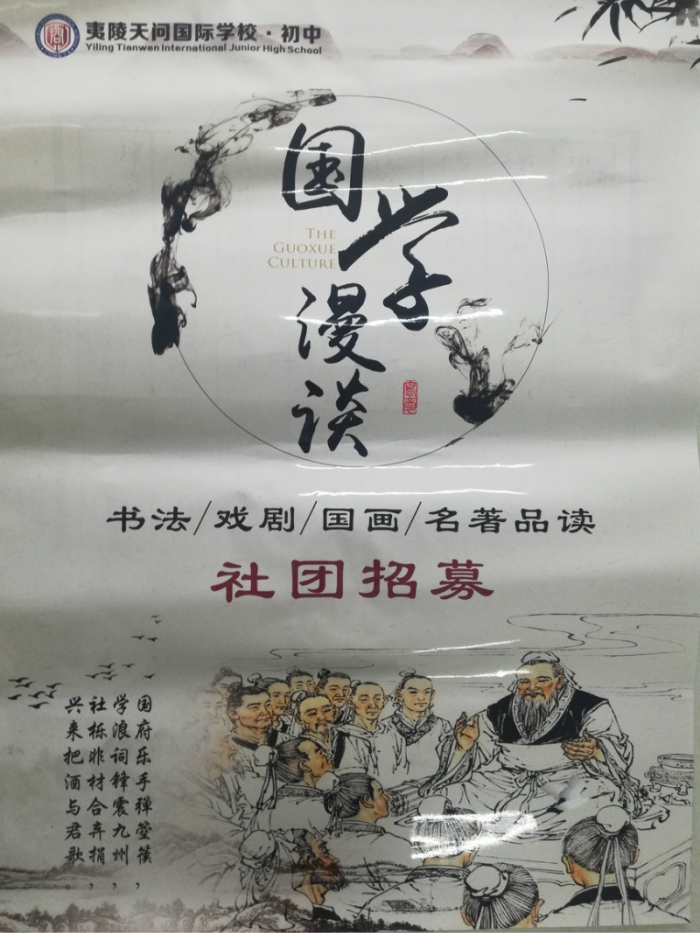 夷陵天问国际学校·初中
Yiling Tianwen International Junior High School
国学漫谈
THE
GUOXUE
CULTURE
书法/戏剧/国画/名著品读
社团招募
国府乐手弹箜篌,
学浪词锋震九州,
社栎非材合弃捐,
兴来把酒与君歌。